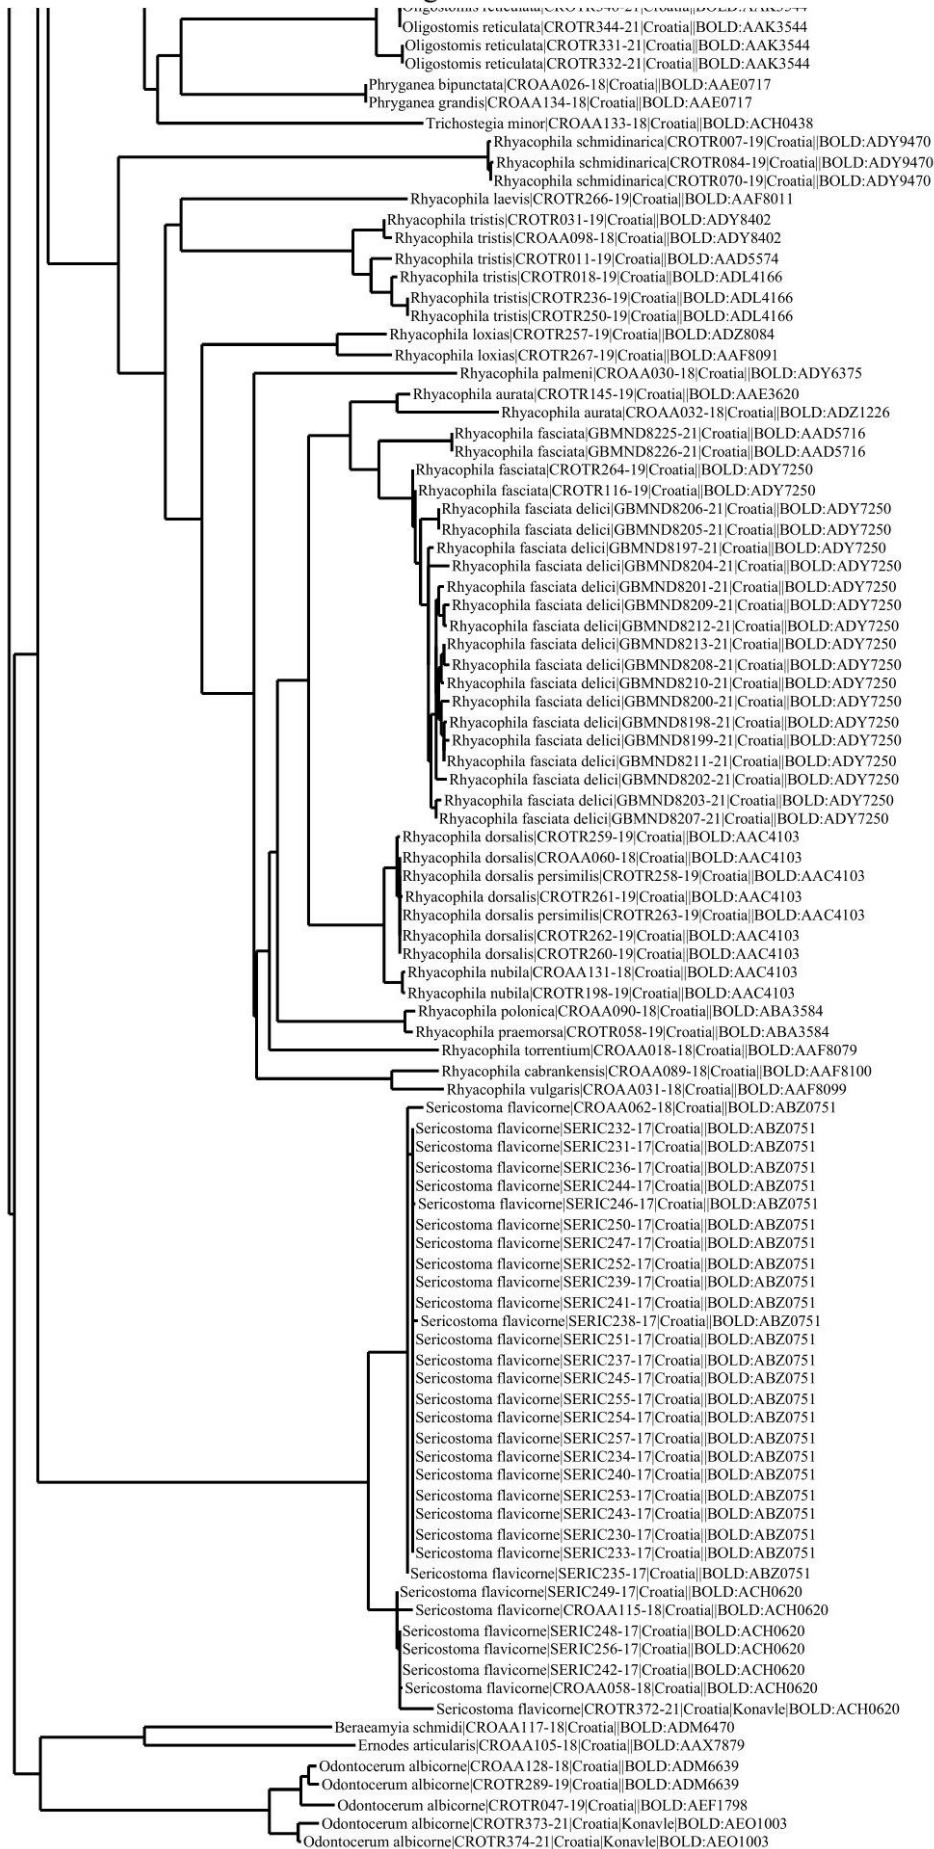 Oligostomis reticulata|CROTR344-21|Croatia||BOLD:AAK3544
Oligostomis reticulata|CROTR331-21|Croatia||BOLD:AAK3544
Oligostomis reticulata|CROTR332-21|Croatia||BOLD:AAK3544
Phryganea bipunctata|CROAA026-18|Croatia||BOLD:AAE0717
Phryganea grandis|CROAA134-18|Croatia||BOLD:AAE0717
Trichostegia minor|CROAA133-18|Croatia||BOLD:ACH0438
Rhyacophila schmidinarica|CROTR007-19|Croatia||BOLD:ADY9470
Rhyacophila schmidinarica|CROTR084-19|Croatia||BOLD:ADY9470
Rhyacophila schmidinarica|CROTR070-19|Croatia||BOLD:ADY9470
Rhyacophila laevis|CROTR266-19|Croatia||BOLD:AAF8011
Rhyacophila tristis|CROTR031-19|Croatia||BOLD:ADY8402
Rhyacophila tristis|CROAA098-18|Croatia||BOLD:ADY8402
Rhyacophila tristis|CROTR011-19|Croatia||BOLD:AAD5574
Rhyacophila tristis|CROTR018-19|Croatia||BOLD:ADL4166
Rhyacophila tristis|CROTR236-19|Croatia||BOLD:ADL4166
Rhyacophila tristis|CROTR250-19|Croatia||BOLD:ADL4166
Rhyacophila loxias|CROTR257-19|Croatia||BOLD:ADZ8084
Rhyacophila loxias|CROTR267-19|Croatia||BOLD:AAF8091
Rhyacophila palmeni|CROAA030-18|Croatia||BOLD:ADY6375
Rhyacophila aurata|CROTR145-19|Croatia||BOLD:AAE3620
Rhyacophila aurata|CROAA032-18|Croatia||BOLD:ADZ1226
Rhyacophila fasciata|GBMND8225-21|Croatia||BOLD:AAD5716
Rhyacophila fasciata|GBMND8226-21|Croatia||BOLD:AAD5716
Rhyacophila fasciata|CROTR264-19|Croatia||BOLD:ADY7250
Rhyacophila fasciata|CROTR116-19|Croatia||BOLD:ADY7250
Rhyacophila fasciata delici|GBMND8206-21|Croatia||BOLD:ADY7250
Rhyacophila fasciata delici|GBMND8205-21|Croatia||BOLD:ADY7250
Rhyacophila fasciata delici|GBMND8197-21|Croatia||BOLD:ADY7250
Rhyacophila fasciata delici|GBMND8204-21|Croatia||BOLD:ADY7250
Rhyacophila fasciata delici|GBMND8201-21|Croatia||BOLD:ADY7250
Rhyacophila fasciata delici|GBMND8209-21|Croatia||BOLD:ADY7250
Rhyacophila fasciata delici|GBMND8212-21|Croatia||BOLD:ADY7250
Rhyacophila fasciata delici|GBMND8213-21|Croatia||BOLD:ADY7250
Rhyacophila fasciata delici|GBMND8208-21|Croatia||BOLD:ADY7250
Rhyacophila fasciata delici|GBMND8210-21|Croatia||BOLD:ADY7250
Rhyacophila fasciata delici|GBMND8200-21|Croatia||BOLD:ADY7250
Rhyacophila fasciata delici|GBMND8198-21|Croatia||BOLD:ADY7250
Rhyacophila fasciata delici|GBMND8199-21|Croatia||BOLD:ADY7250
Rhyacophila fasciata delici|GBMND8211-21|Croatia||BOLD:ADY7250
Rhyacophila fasciata delici|GBMND8202-21|Croatia||BOLD:ADY7250
Rhyacophila fasciata delici|GBMND8203-21|Croatia||BOLD:ADY7250
Rhyacophila fasciata delici|GBMND8207-21|Croatia||BOLD:ADY7250
Rhyacophila dorsalis|CROTR259-19|Croatia||BOLD:AAC4103
Rhyacophila dorsalis|CROAA060-18|Croatia||BOLD:AAC4103
Rhyacophila dorsalis persimilis|CROTR258-19|Croatia||BOLD:AAC4103
Rhyacophila dorsalis|CROTR261-19|Croatia||BOLD:AAC4103
Rhyacophila dorsalis persimilis|CROTR263-19|Croatia||BOLD:AAC4103
Rhyacophila dorsalis|CROTR262-19|Croatia||BOLD:AAC4103
Rhyacophila dorsalis|CROTR260-19|Croatia||BOLD:AAC4103
Rhyacophila nubila|CROAA131-18|Croatia||BOLD:AAC4103
Rhyacophila nubila|CROTR198-19|Croatia||BOLD:AAC4103
Rhyacophila polonica|CROAA090-18|Croatia||BOLD:ABA3584
Rhyacophila praemorsa|CROTR058-19|Croatia||BOLD:ABA3584
Rhyacophila torrentium|CROAA018-18|Croatia||BOLD:AAF8079
Rhyacophila cabrankensis|CROAA089-18|Croatia||BOLD:AAF8100
Rhyacophila vulgaris|CROAA031-18|Croatia||BOLD:AAF8099
Sericostoma flavicorne|CROAA062-18|Croatia||BOLD:ABZ0751
Sericostoma flavicorne|SERIC232-17|Croatia||BOLD:ABZ0751
Sericostoma flavicorne|SERIC231-17|Croatia||BOLD:ABZ0751
Sericostoma flavicorne|SERIC236-17|Croatia||BOLD:ABZ0751
Sericostoma flavicorne|SERIC244-17|Croatia||BOLD:ABZ0751
Sericostoma flavicorne|SERIC246-17|Croatia||BOLD:ABZ0751
Sericostoma flavicorne|SERIC250-17|Croatia||BOLD:ABZ0751
Sericostoma flavicorne|SERIC247-17|Croatia||BOLD:ABZ0751
Sericostoma flavicorne|SERIC252-17|Croatia||BOLD:ABZ0751
Sericostoma flavicorne|SERIC239-17|Croatia||BOLD:ABZ0751
Sericostoma flavicorne|SERIC241-17|Croatia||BOLD:ABZ0751
Sericostoma flavicorne|SERIC238-17|Croatia||BOLD:ABZ0751
Sericostoma flavicorne|SERIC251-17|Croatia||BOLD:ABZ0751
Sericostoma flavicorne|SERIC237-17|Croatia||BOLD:ABZ0751
Sericostoma flavicorne|SERIC245-17|Croatia||BOLD:ABZ0751
Sericostoma flavicorne|SERIC255-17|Croatia||BOLD:ABZ0751
Sericostoma flavicorne|SERIC254-17|Croatia||BOLD:ABZ0751
Sericostoma flavicorne|SERIC257-17|Croatia||BOLD:ABZ0751
Sericostoma flavicorne|SERIC234-17|Croatia||BOLD:ABZ0751
Sericostoma flavicorne|SERIC240-17|Croatia||BOLD:ABZ0751
Sericostoma flavicorne|SERIC253-17|Croatia||BOLD:ABZ0751
Sericostoma flavicorne|SERIC243-17|Croatia||BOLD:ABZ0751
Sericostoma flavicorne|SERIC230-17|Croatia||BOLD:ABZ0751
Sericostoma flavicorne|SERIC233-17|Croatia||BOLD:ABZ0751
Sericostoma flavicorne|SERIC235-17|Croatia||BOLD:ABZ0751
Sericostoma flavicorne|SERIC249-17|Croatia||BOLD:ACH0620
Sericostoma flavicorne|CROAA115-18|Croatia||BOLD:ACH0620
Sericostoma flavicorne|SERIC248-17|Croatia||BOLD:ACH0620
Sericostoma flavicorne|SERIC256-17|Croatia||BOLD:ACH0620
Sericostoma flavicorne|SERIC242-17|Croatia||BOLD:ACH0620
Sericostoma flavicorne|CROAA058-18|Croatia||BOLD:ACH0620
Sericostoma flavicorne|CROTR372-21|Croatia|Konavle|BOLD:ACH0620
Beraeamyia schmidi|CROAA117-18|Croatia||BOLD:ADM6470
Ernodes articularis|CROAA105-18|Croatia||BOLD:AAX7879
Odontocerum albicorne|CROAA128-18|Croatia||BOLD:ADM6639
Odontocerum albicorne|CROTR289-19|Croatia||BOLD:ADM6639
Odontocerum albicorne|CROTR047-19|Croatia||BOLD:AEF1798
Odontocerum albicorne|CROTR373-21|Croatia|Konavle|BOLD:AEO1003
Odontocerum albicorne|CROTR374-21|Croatia|Konavle|BOLD:AEO1003